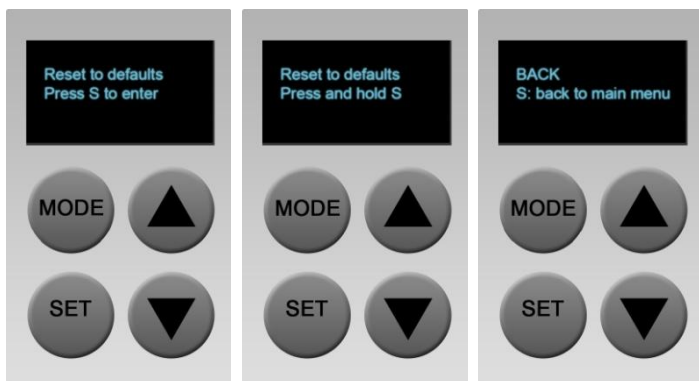 Reset to defaults
Press S to enter
MODE
SET
Reset to defaults
Press and hold S
MODE
SET
BACK
S: back to main menu
MODE
SET